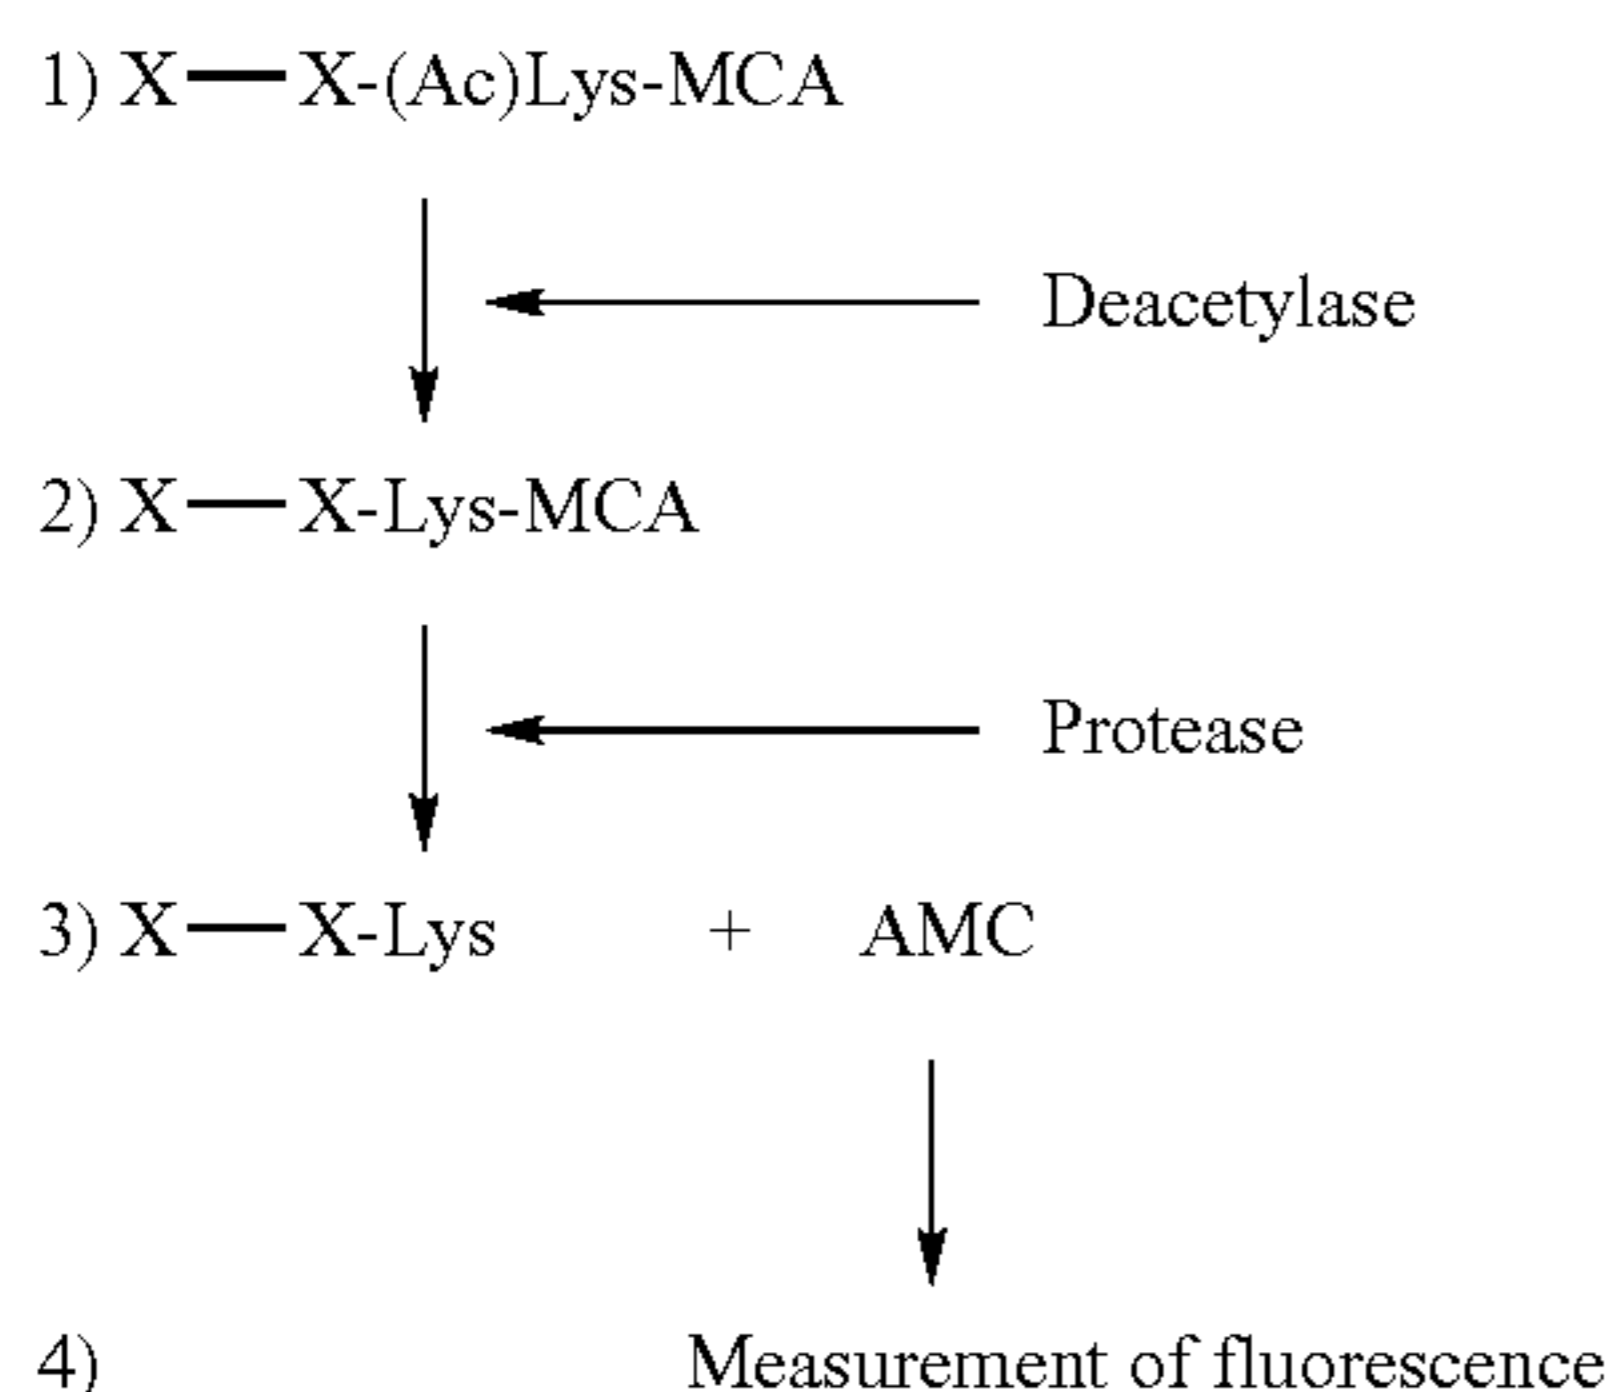 1) X—X-(Ac)Lys-MCA
Deacetylase
2) X—X-Lys-MCA
Protease
3) X—X-Lys + AMC
4) Measurement of fluorescence